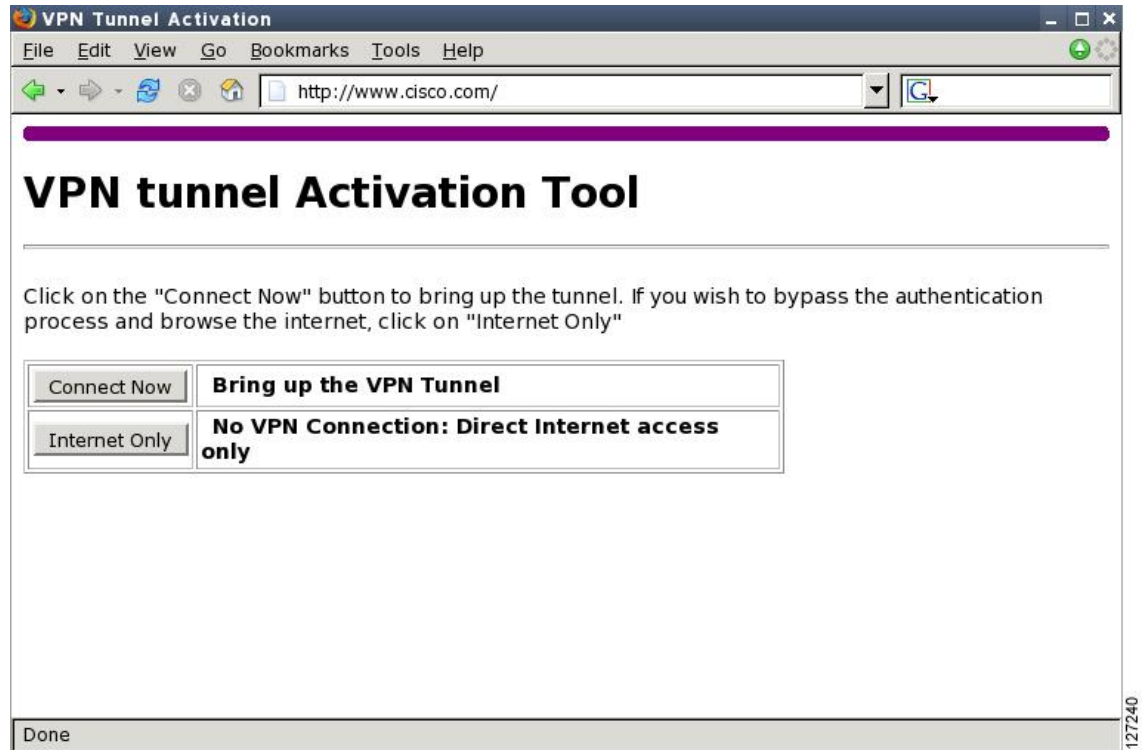 VPN Tunnel Activation
File Edit View Go Bookmarks Tools Help
http://www.cisco.com/
G
VPN tunnel Activation Tool
Click on the "Connect Now" button to bring up the tunnel. If you wish to bypass the authentication
process and browse the internet, click on "Internet Only"
Connect Now Bring up the VPN Tunnel
Internet Only No VPN Connection: Direct Internet access
only
Done
127240